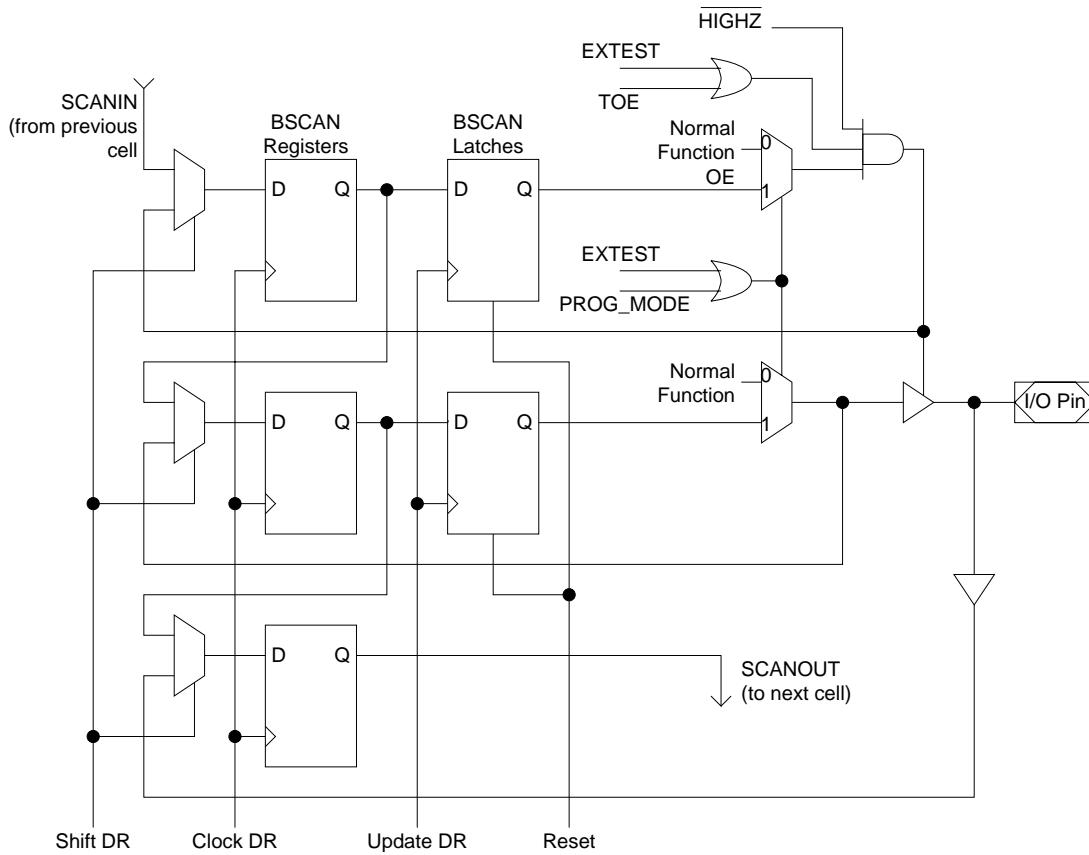 HIGHZ
EXTEST
TOE
SCANIN
(from previous
cell)
BSCAN
Registers
BSCAN
Latches
Normal
Function
OE
0
1
D Q
D Q
EXTEST
PROG_MODE
Normal
Function
0
1
D Q
D Q
I/O Pin
D Q
SCANOUT
(to next cell)
Shift DR
Clock DR
Update DR
Reset